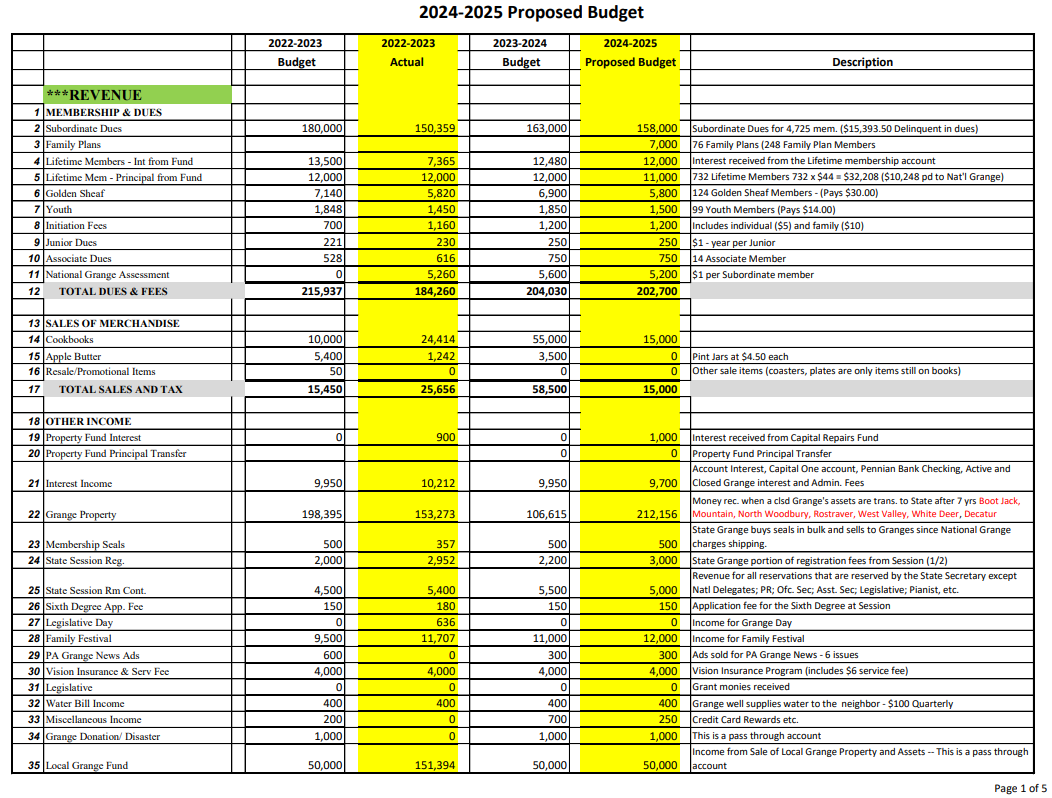 2024-2025 Proposed Budget
2022-2023 2022-2023 2023-2024 2024-2025
Budget Actual Budget Proposed Budget Description
***REVENUE
1 MEMBERSHIP & DUES
2 Subordinate Dues 180,000 150,359 163,000 158,000 Subordinate Dues for 4,725 mem. ($15,393.50 Delinquent in dues)
3 Family Plans 7,000 76 Family Plans (248 Family Plan Members
4 Lifetime Members - Int from Fund 13,500 7,365 12,480 12,000 Interest received from the Lifetime membership account
5 Lifetime Mem - Principal from Fund 12,000 12,000 12,000 11,000 732 Lifetime Members 732 x $44 = $32,208 ($10,248 pd to Nat'l Grange)
6 Golden Sheaf 7,140 5,820 6,900 5,800 124 Golden Sheaf Members - (Pays $30.00)
7 Youth 1,848 1,450 1,850 1,500 99 Youth Members (Pays $14.00)
8 Initiation Fees 700 1,160 1,200 1,200 Includes individual ($5) and family ($10)
9 Junior Dues 221 230 250 250 $1 - year per Junior
10 Associate Dues 528 616 750 750 14 Associate Member
11 National Grange Assessment 0 5,260 5,600 5,200 $1 per Subordinate member
12 TOTAL DUES & FEES 215,937 184,260 204,030 202,700
13 SALES OF MERCHANDISE
14 Cookbooks 10,000 24,414 55,000 15,000
15 Apple Butter 5,400 1,242 3,500 0 Pint Jars at $4.50 each
16 Resale/Promotional Items 50 0 0 0 Other sale items (coasters, plates are only items still on books)
17 TOTAL SALES AND TAX 15,450 25,656 58,500 15,000
18 OTHER INCOME
19 Property Fund Interest 0 900 0 1,000 Interest received from Capital Repairs Fund
20 Property Fund Principal Transfer 0 0 Property Fund Principal Transfer
Account Interest, Capital One account, Pennian Bank Checking, Active and
21 Interest Income 9,950 10,212 9,950 9,700 Closed Grange interest and Admin. Fees
Money rec. when a clsd Grange's assets are trans. to State after 7 yrs Boot Jack,
22 Grange Property 198,395 153,273 106,615 212,156 Mountain, North Woodbury, Rostraver, West Valley, White Deer, Decatur
State Grange buys seals in bulk and sells to Granges since National Grange
23 Membership Seals 500 357 500 500 charges shipping.
24 State Session Reg. 2,000 2,952 2,200 3,000 State Grange portion of registration fees from Session (1/2)
Revenue for all reservations that are reserved by the State Secretary except
25 State Session Rm Cont. 4,500 5,400 5,500 5,000 Natl Delegates; PR; Ofc. Sec; Asst. Sec; Legislative; Pianist, etc.
26 Sixth Degree App. Fee 150 180 150 150 Application fee for the Sixth Degree at Session
27 Legislative Day 0 636 0 0 Income for Grange Day
28 Family Festival 9,500 11,707 11,000 12,000 Income for Family Festival
29 PA Grange News Ads 600 0 300 300 Ads sold for PA Grange News - 6 issues
30 Vision Insurance & Serv Fee 4,000 4,000 4,000 4,000 Vision Insurance Program (includes $6 service fee)
31 Legislative 0 0 0 0 Grant monies received
32 Water Bill Income 400 400 400 400 Grange well supplies water to the neighbor - $100 Quarterly
33 Miscellaneous Income 200 0 700 250 Credit Card Rewards etc.
34 Grange Donation/ Disaster 1,000 0 1,000 1,000 This is a pass through account
Income from Sale of Local Grange Property and Assets -- This is a pass through
35 Local Grange Fund 50,000 151,394 50,000 50,000 account
Page 1 of 5